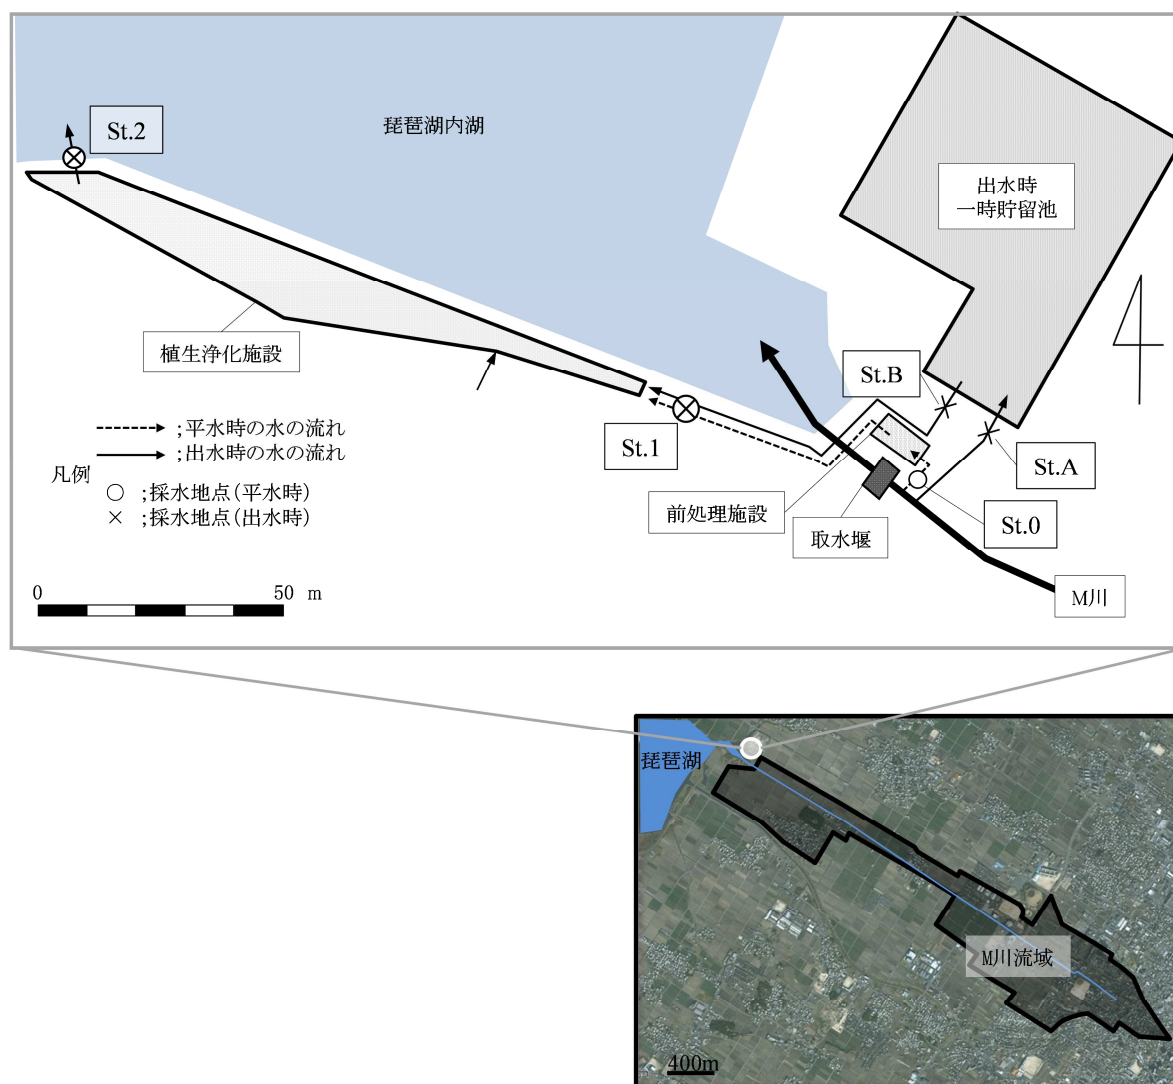 St.2
琵琶湖内湖
出水時
一時貯留池
植生浄化施設
St.B
St.1
St.A
前処理施設
取水堰
St.0
M川
凡例
;平水時の水の流れ
;出水時の水の流れ
;採水地点(平水時)
;採水地点(出水時)
0 50 m
琵琶湖
M川流域
400m